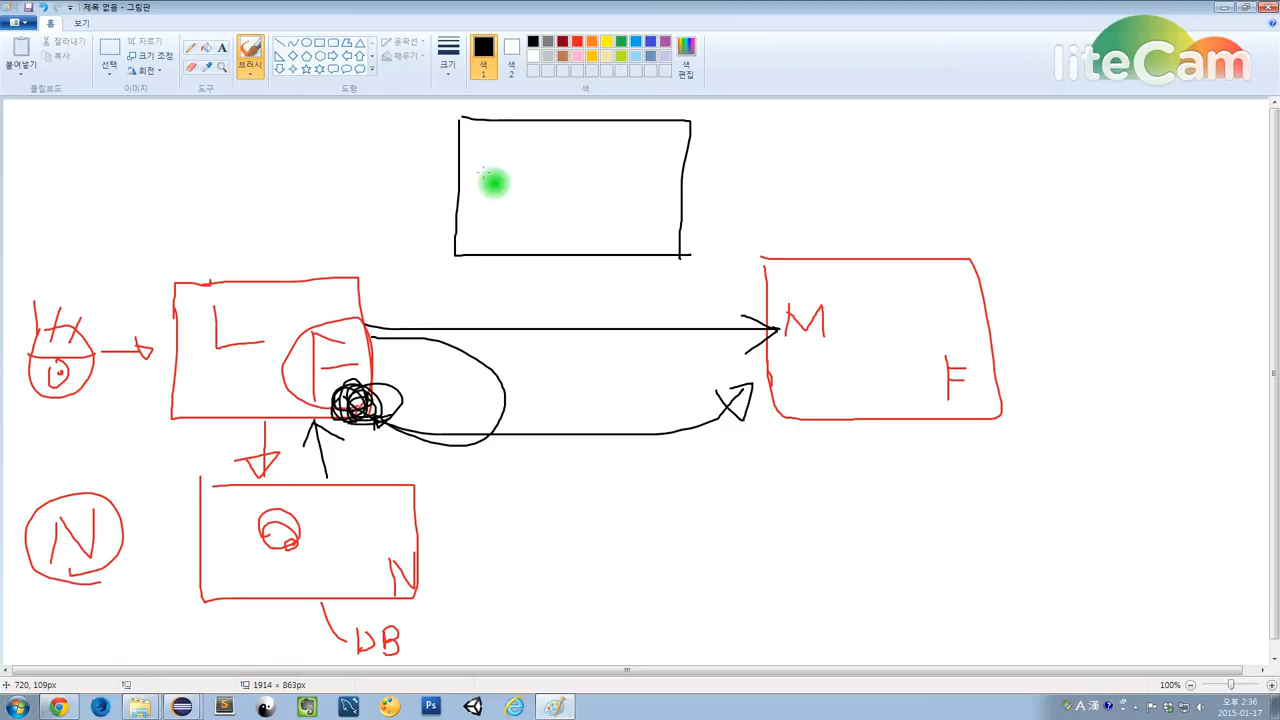 제목 없음 - 그림판
홈
보기
붙여넣기
잘라내기
복사
클립보드
선택
자르기
크기 조정
회전
이미지
A
도구
브러시
윤곽선
채우기
도형
크기
색 1
색 2
색 편집
색
liteCam
L
F
M
F
N
N
DB
720, 109px
1914 × 863px
100%
A 漢
오후 2:36
2015-01-17